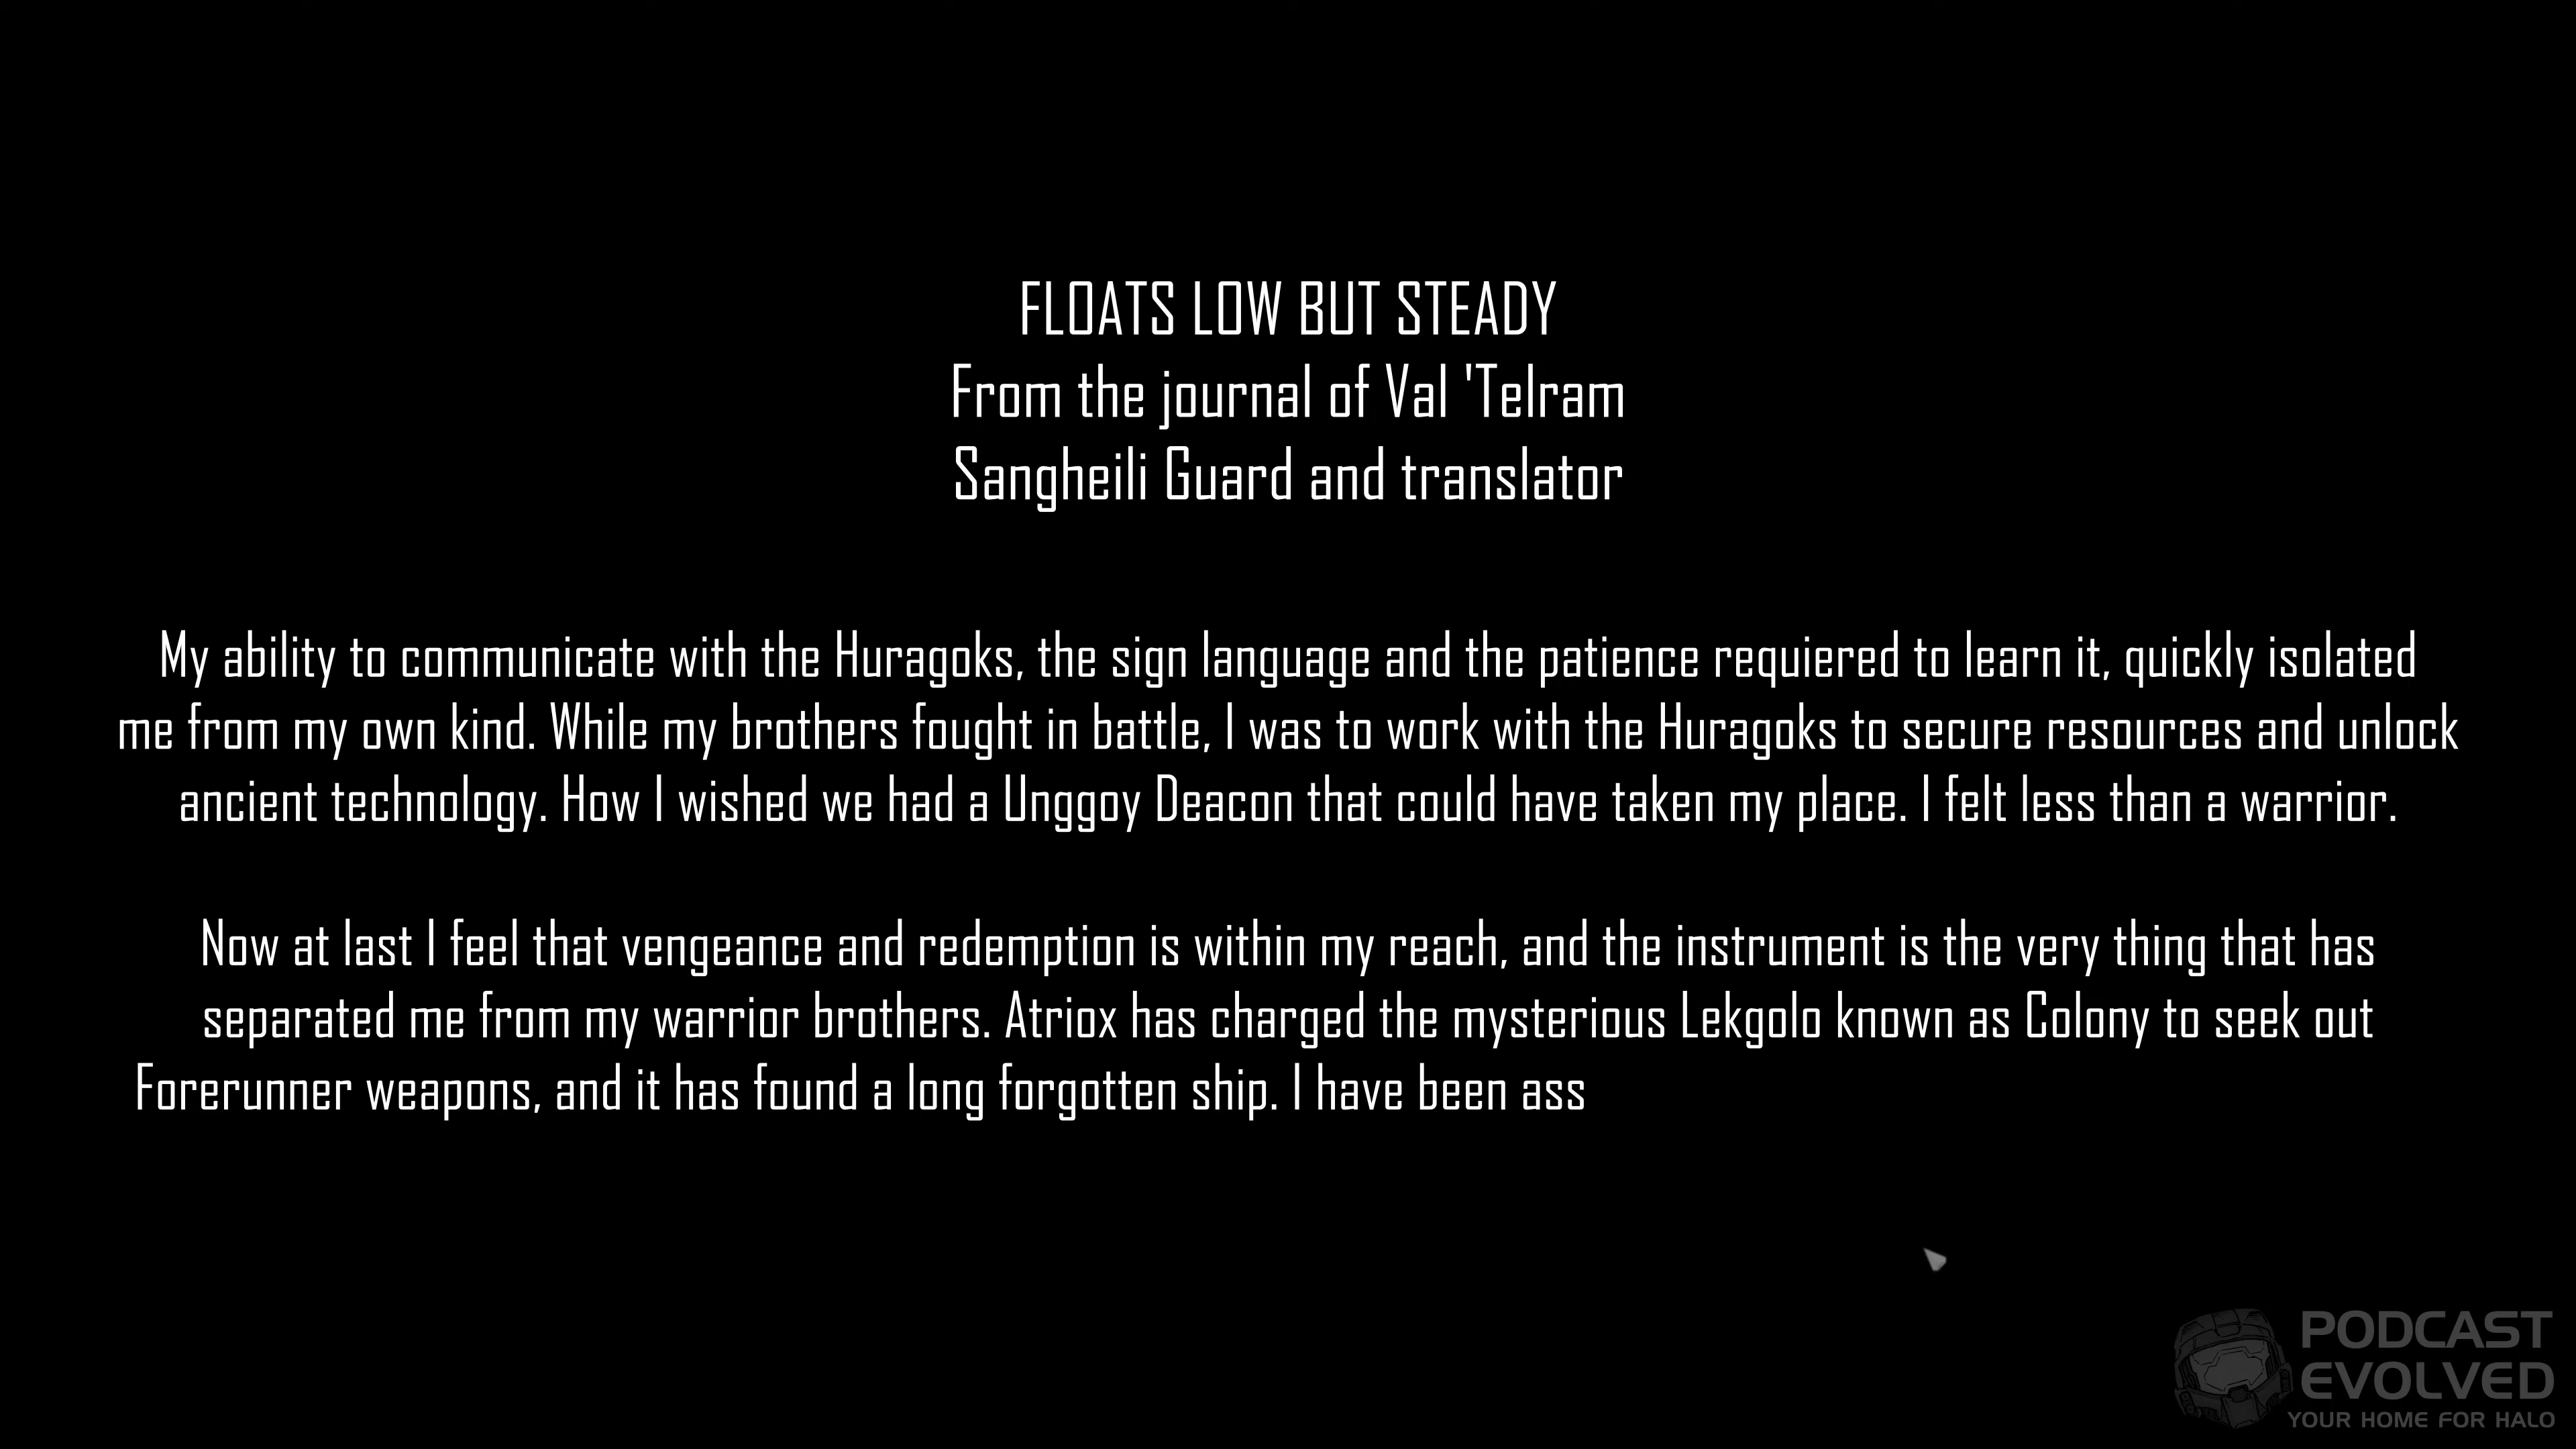 FLOATS LOW BUT STEADY
From the journal of Val 'Telram
Sangheili Guard and translator
My ability to communicate with the Huragoks, the sign language and the patience requiered to learn it, quickly isolated
me from my own kind. While my brothers fought in battle, I was to work with the Huragoks to secure resources and unlock
ancient technology. How I wished we had a Unggoy Deacon that could have taken my place. I felt less than a warrior.
Now at last I feel that vengeance and redemption is within my reach, and the instrument is the very thing that has
separated me from my warrior brothers. Atriox has charged the mysterious Lekgolo known as Colony to seek out
Forerunner weapons, and it has found a long forgotten ship. I have been ass
PODCAST
EVOLVED
YOUR HOME FOR HALO